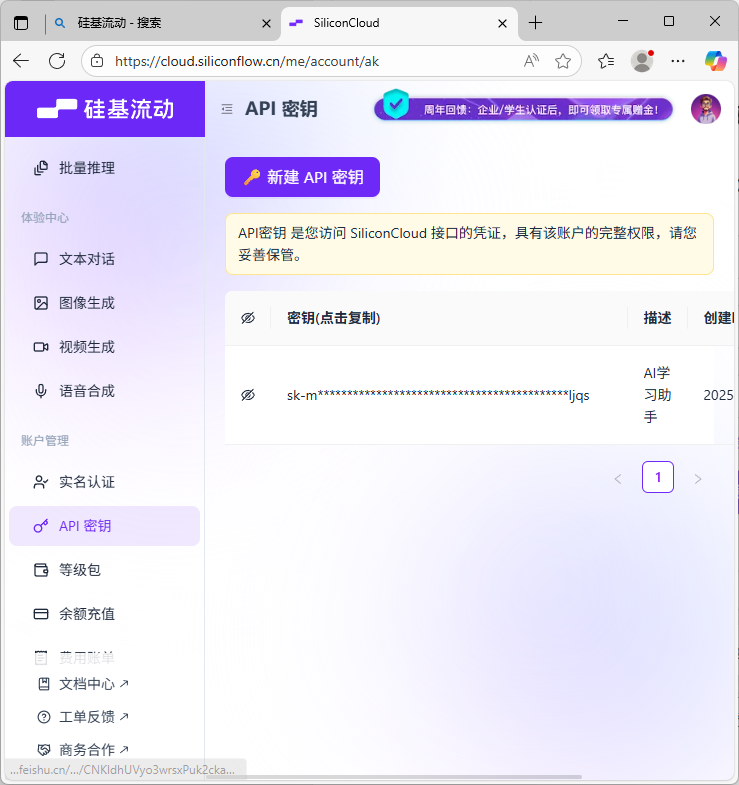 硅基流动 - 搜索
SiliconCloud
https://cloud.siliconflow.cn/me/account/ak
硅基流动
API 密钥
周年回馈：企业/学生认证后，即可领取专属赠金！
批量推理
体验中心
文本对话
图像生成
视频生成
语音合成
账户管理
实名认证
API 密钥
等级包
余额充值
费用账单
文档中心
工单反馈
商务合作
新建 API 密钥
API密钥 是您访问 SiliconCloud 接口的凭证，具有该账户的完整权限，请您
妥善保管。
密钥(点击复制)
描述
创建
sk-m********************************************ljqs
AI学
习助
手
2025
1
...feishu.cn/.../CNKldhUVyo3wrsxPuk2cka...